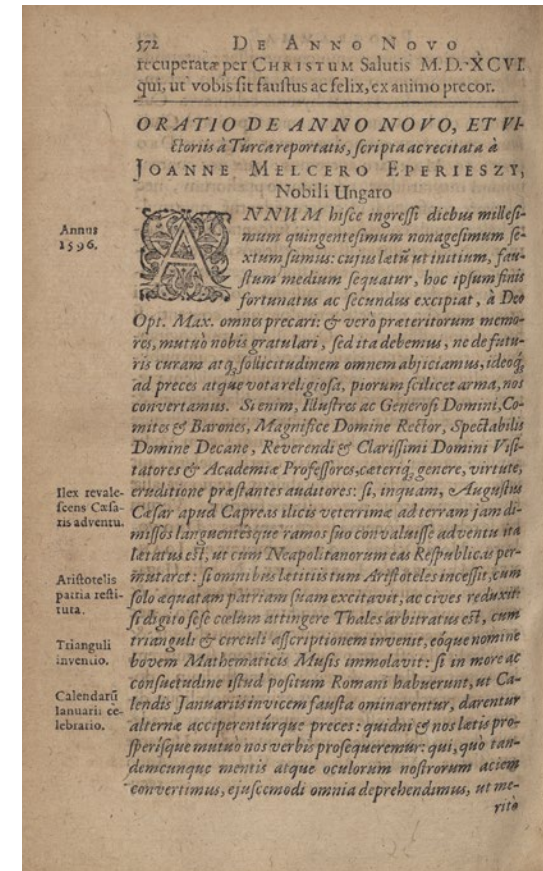 572 DE ANNO NOVO
recuperatæ per CHRISTUM Salutis M. D. XCVI.
qui, ut vobis sit faustus ac felix, ex animo precor.
ORATIO DE ANNO NOVO, ET VI-
ctoriis à Turca reportatis, scripta ac recitata à
JOANNE MELCERO EPERIESZY,
Nobili Ungaro
Annus
1596.
ANNUM hisce ingressi diebus millesi-
mum quingentesimum nonagesimum se-
xtum sumus: cujus lætũ ut initium, fau-
stum medium sequatur, hoc ipsum finis
fortunatus ac secundus excipiat, à Deo
Opt. Max. omnes precari: & verò præteritorum memo-
res, mutuò nobis gratulari, sed ita debemus, ne de futu-
ris curam atq; sollicitudinem omnem abjiciamus, ideoq;
ad preces atque vota religiosa, piorum scilicet arma, nos
convertamus. Si enim, Illustres ac Generosi Domini, Co-
mites & Barones, Magnifice Domine Rector, Spectabilis
Domine Decane, Reverendi & Clarissimi Domini Visi-
tatores & Academiæ Professores, cæteriq; genere, virtute,
eruditione præstantes auditores: si, inquam, Augustus
Cæsar apud Capreas ilicis veterrimæ ad terram jam di-
missos languentesque ramos suo convaluisse adventu ita
lætatus est, ut cum Neapolitanorum eas Respublicas per-
mutaret: si omnibus lætitiis tum Aristoteles incessit, cum
solo æquatam patriam suam excitavit, ac cives reduxit:
si digito sese cœlum attingere Thales arbitratus est, cum
trianguli & circuli asscriptionem invenit, eóque nomine
bovem Mathematicis Musis immolavit: si in more ac
consuetudine istud positum Romani habuerunt, ut Ca-
lendis Januariis invicem fausta ominarentur, darentur
alternæ acciperentúrque preces: quidni & nos lætis pro-
sperisque mutuò nos verbis prosequeremur: qui, quò tan-
demcunque mentis atque oculorum nostrorum aciem
convertimus, ejuscemodi omnia deprehendimus, ut me-
ritò
Ilex revale-
scens Cæsa-
ris adventu.
Aristotelis
patria resti-
tuta.
Trianguli
inventio.
Calendarũ
Ianuarii ce-
lebratio.